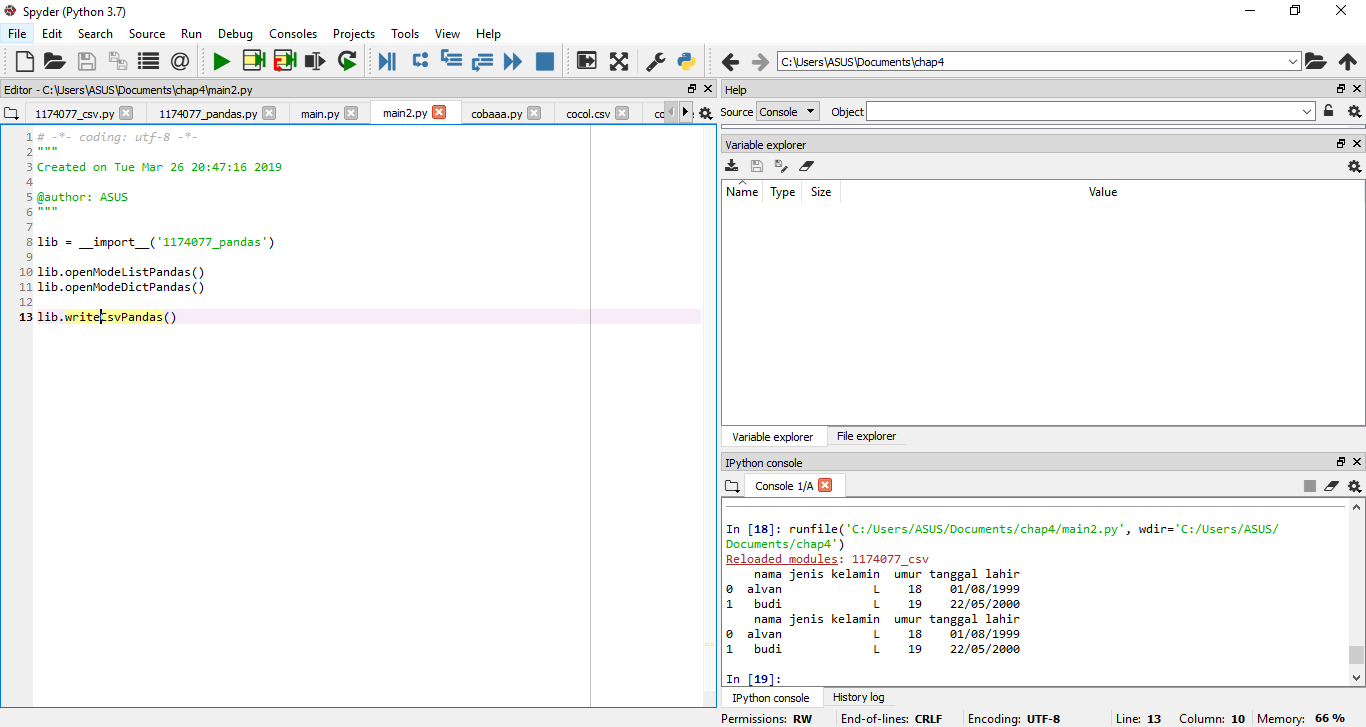 Spyder (Python 3.7)
File Edit Search Source Run Debug Consoles Projects Tools View Help
C:\Users\ASUS\Documents\chap4
Editor - C:\Users\ASUS\Documents\chap4\main2.py
1174077_csv.py 1174077_pandas.py main.py main2.py cobaaa.py cocol.csv
1 # -*- coding: utf-8 -*-
2 """
3 Created on Tue Mar 26 20:47:16 2019
4
5 @author: ASUS
6 """
7
8 lib = __import__('1174077_pandas')
9
10 lib.openModeListPandas()
11 lib.openModeDictPandas()
12
13 lib.writeCsvPandas()
Help
Source Console Object
Variable explorer
Name Type Size Value
Variable explorer File explorer
IPython console
Console 1/A
In [18]: runfile('C:/Users/ASUS/Documents/chap4/main2.py', wdir='C:/Users/ASUS/
Documents/chap4')
Reloaded modules: 1174077_csv
nama jenis kelamin umur tanggal lahir
0 alvan L 18 01/08/1999
1 budi L 19 22/05/2000
nama jenis kelamin umur tanggal lahir
0 alvan L 18 01/08/1999
1 budi L 19 22/05/2000
In [19]:
IPython console History log
Permissions: RW End-of-lines: CRLF Encoding: UTF-8 Line: 13 Column: 10 Memory: 66 %